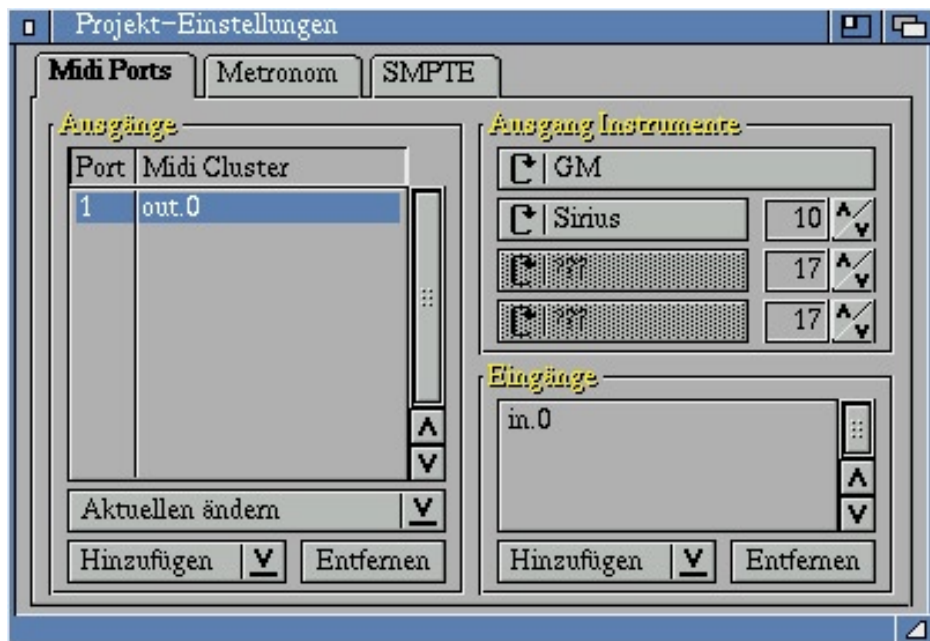 Projekt-Einstellungen
Midi Ports
Metronom
SMPTE
Ausgänge
Port Midi Cluster
1 out.0
Aktuellen ändern
Hinzufügen
Entfernen
Ausgang Instrumente
GM
Sirius 10
??? 17
??? 17
Eingänge
in.0
Hinzufügen
Entfernen